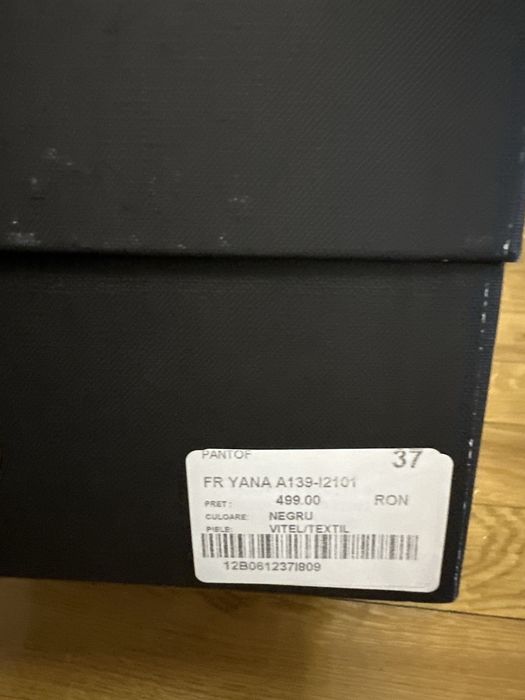 PANTOF 37
FR YANA A139-I2101
PRET: 499.00 RON
CULOARE: NEGRU
PIELE: VITEL/TEXTIL
12B061237I809